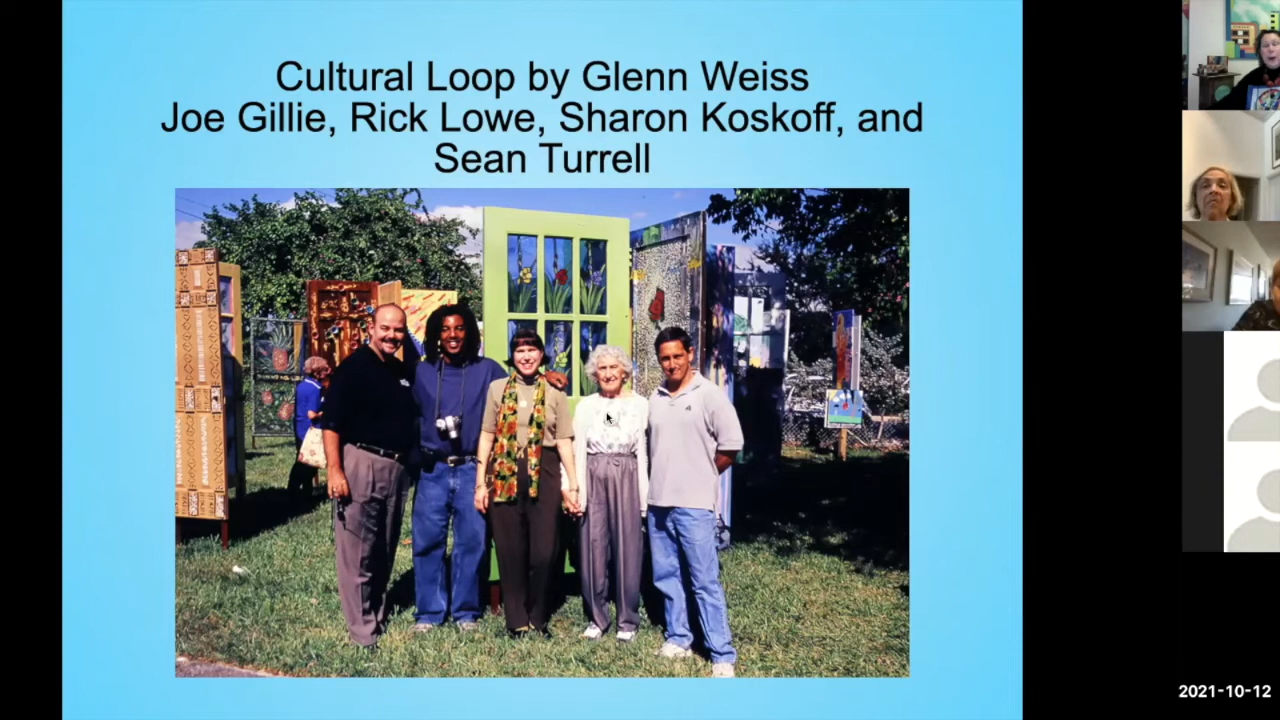 Cultural Loop by Glenn Weiss
Joe Gillie, Rick Lowe, Sharon Koskoff, and
Sean Turrell
2021-10-12